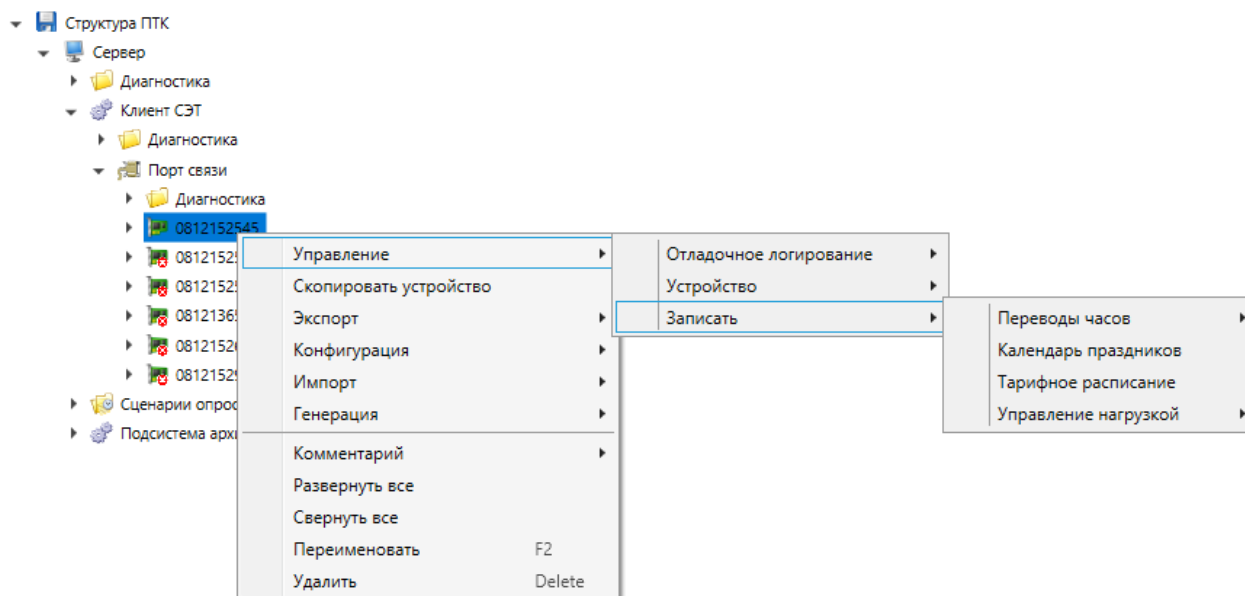 Структура ПТК
Сервер
Диагностика
Клиент СЭТ
Диагностика
Порт связи
Диагностика
0812152545
Сценарии
Подсистема
Управление
Скопировать устройство
Экспорт
Конфигурация
Импорт
Генерация
Комментарий
Развернуть все
Свернуть все
Переименовать F2
Удалить Delete
Отладочное логирование
Устройство
Записать
Переводы часов
Календарь праздников
Тарифное расписание
Управление нагрузкой